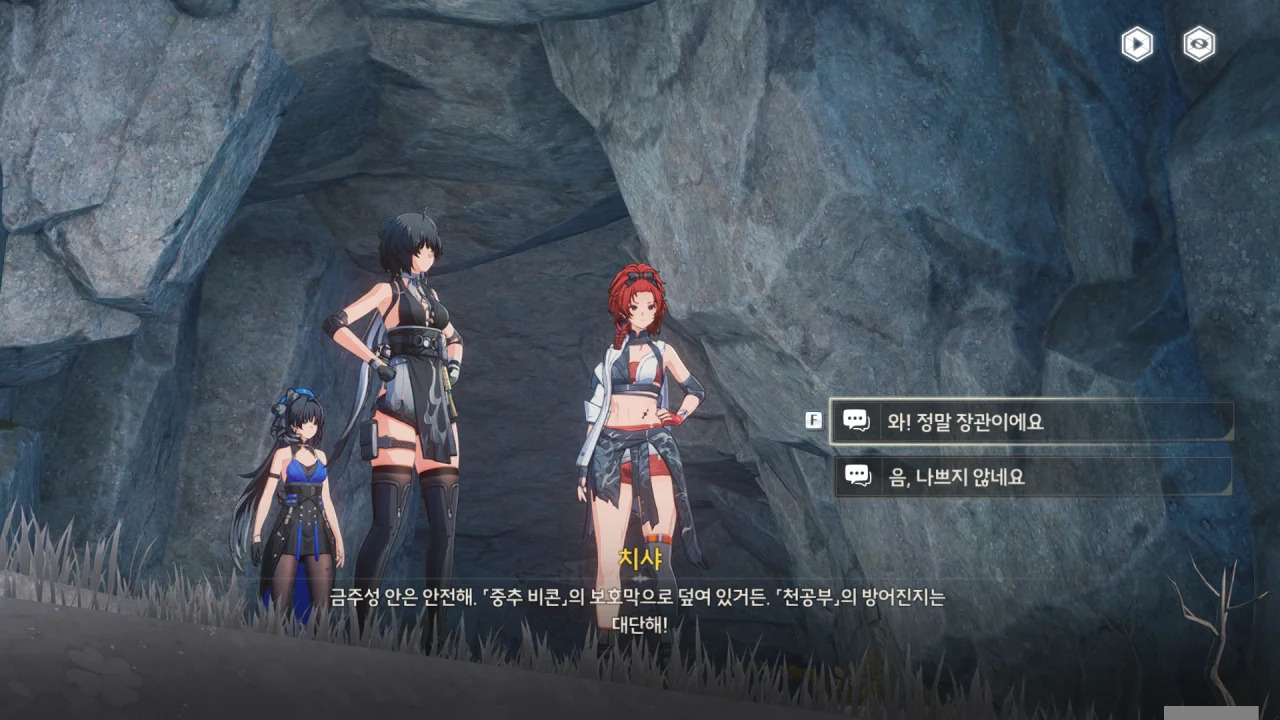 F
와! 정말 장관이에요
음, 나쁘지 않네요
치샤
금주성 안은 안전해. 「중추 비콘」의 보호막으로 덮여 있거든. 「천공부」의 방어진지는
대단해!